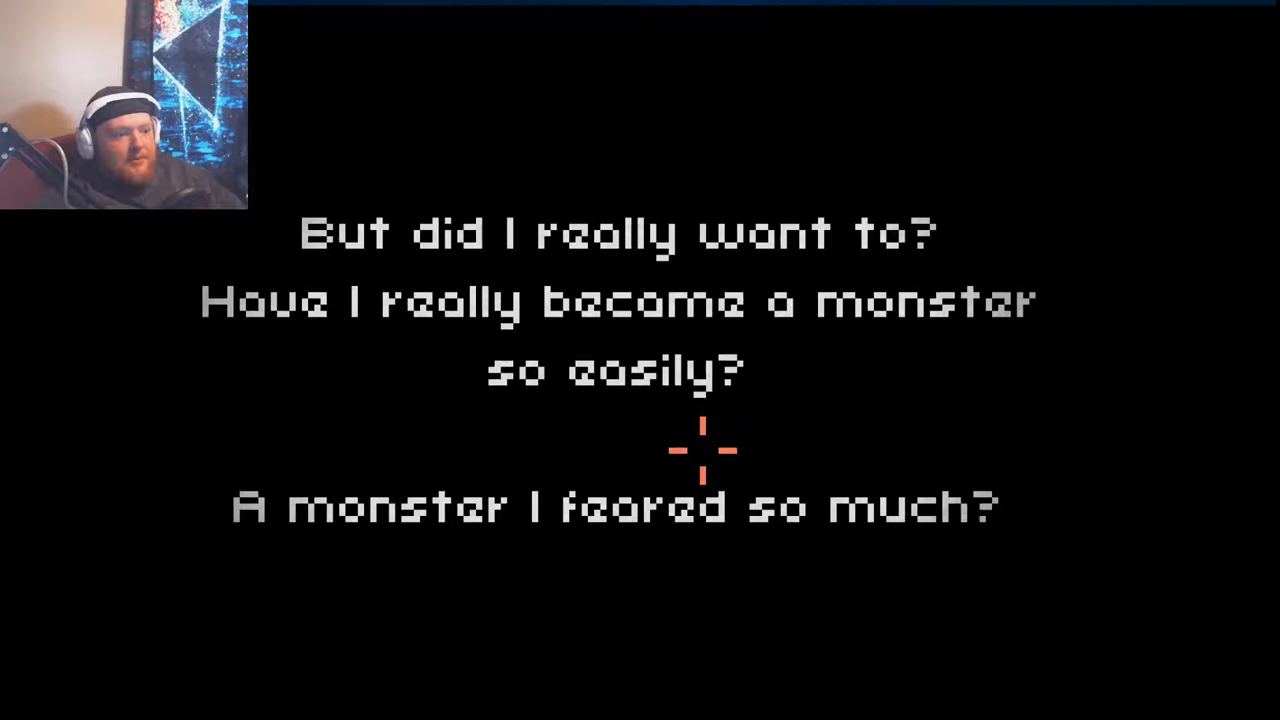 But did I really want to?
Have I really become a monster
so easily?
A monster I feared so much?